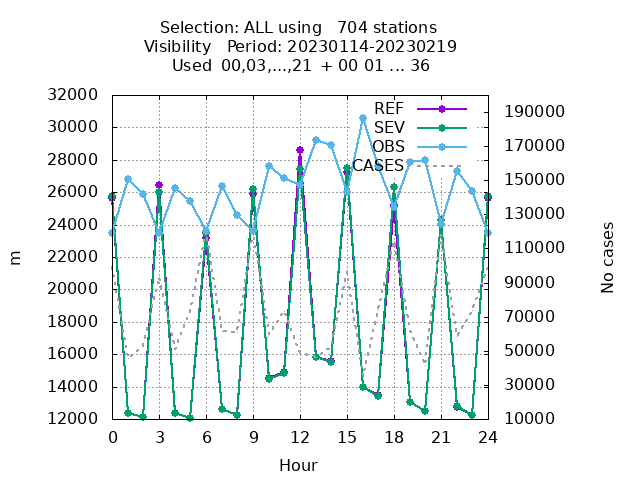 Selection: ALL using   704 stations
Visibility   Period: 20230114-20230219
Used  00,03,...,21  + 00 01 ... 36
m
32000
30000
28000
26000
24000
22000
20000
18000
16000
14000
12000
REF
SEV
OBS
CASES
190000
170000
150000
130000
110000
90000
70000
50000
30000
10000
No cases
0 3 6 9 12 15 18 21 24
Hour